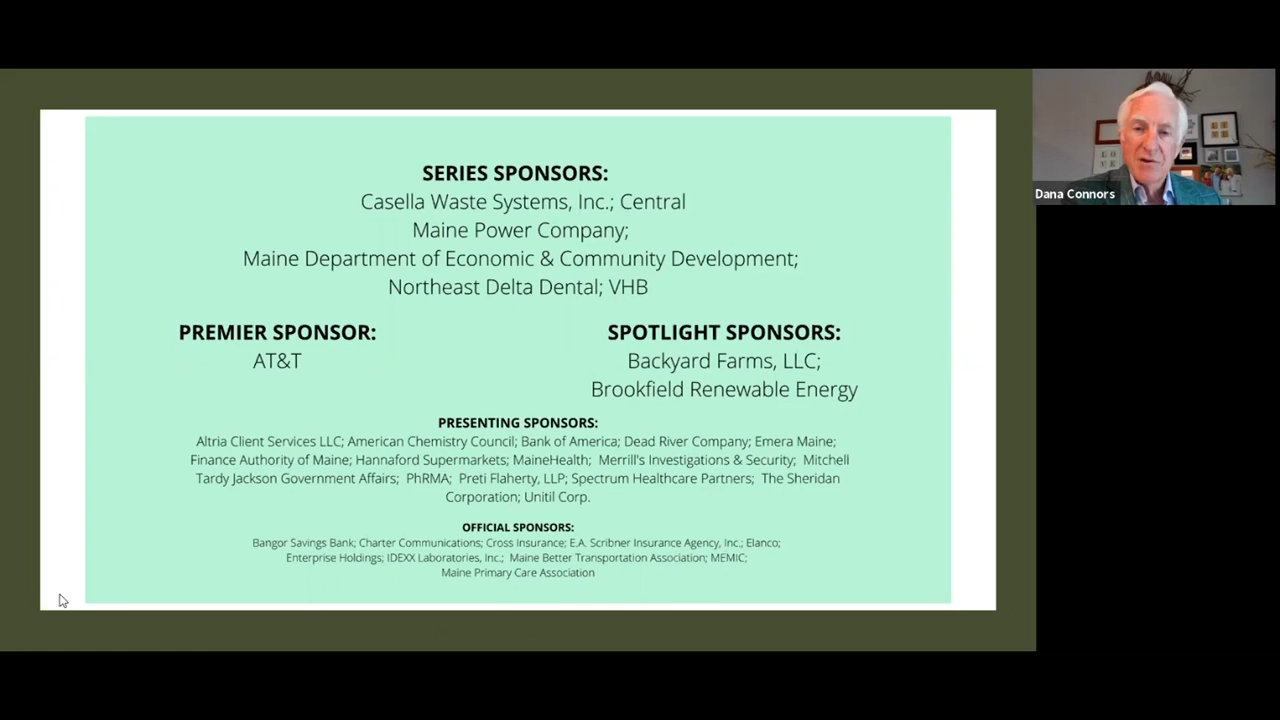 SERIES SPONSORS:
Casella Waste Systems, Inc.; Central
Maine Power Company;
Maine Department of Economic & Community Development;
Northeast Delta Dental; VHB
PREMIER SPONSOR:
AT&T
SPOTLIGHT SPONSORS:
Backyard Farms, LLC;
Brookfield Renewable Energy
PRESENTING SPONSORS:
Altria Client Services LLC; American Chemistry Council; Bank of America; Dead River Company; Emera Maine;
Finance Authority of Maine; Hannaford Supermarkets; MaineHealth; Merrill's Investigations & Security; Mitchell
Tardy Jackson Government Affairs; PhRMA; Preti Flaherty, LLP; Spectrum Healthcare Partners; The Sheridan
Corporation; Unitil Corp.
OFFICIAL SPONSORS:
Bangor Savings Bank; Charter Communications; Cross Insurance; E.A. Scribner Insurance Agency, Inc.; Elanco;
Enterprise Holdings; IDEXX Laboratories, Inc.; Maine Better Transportation Association; MEMIC;
Maine Primary Care Association
Dana Connors